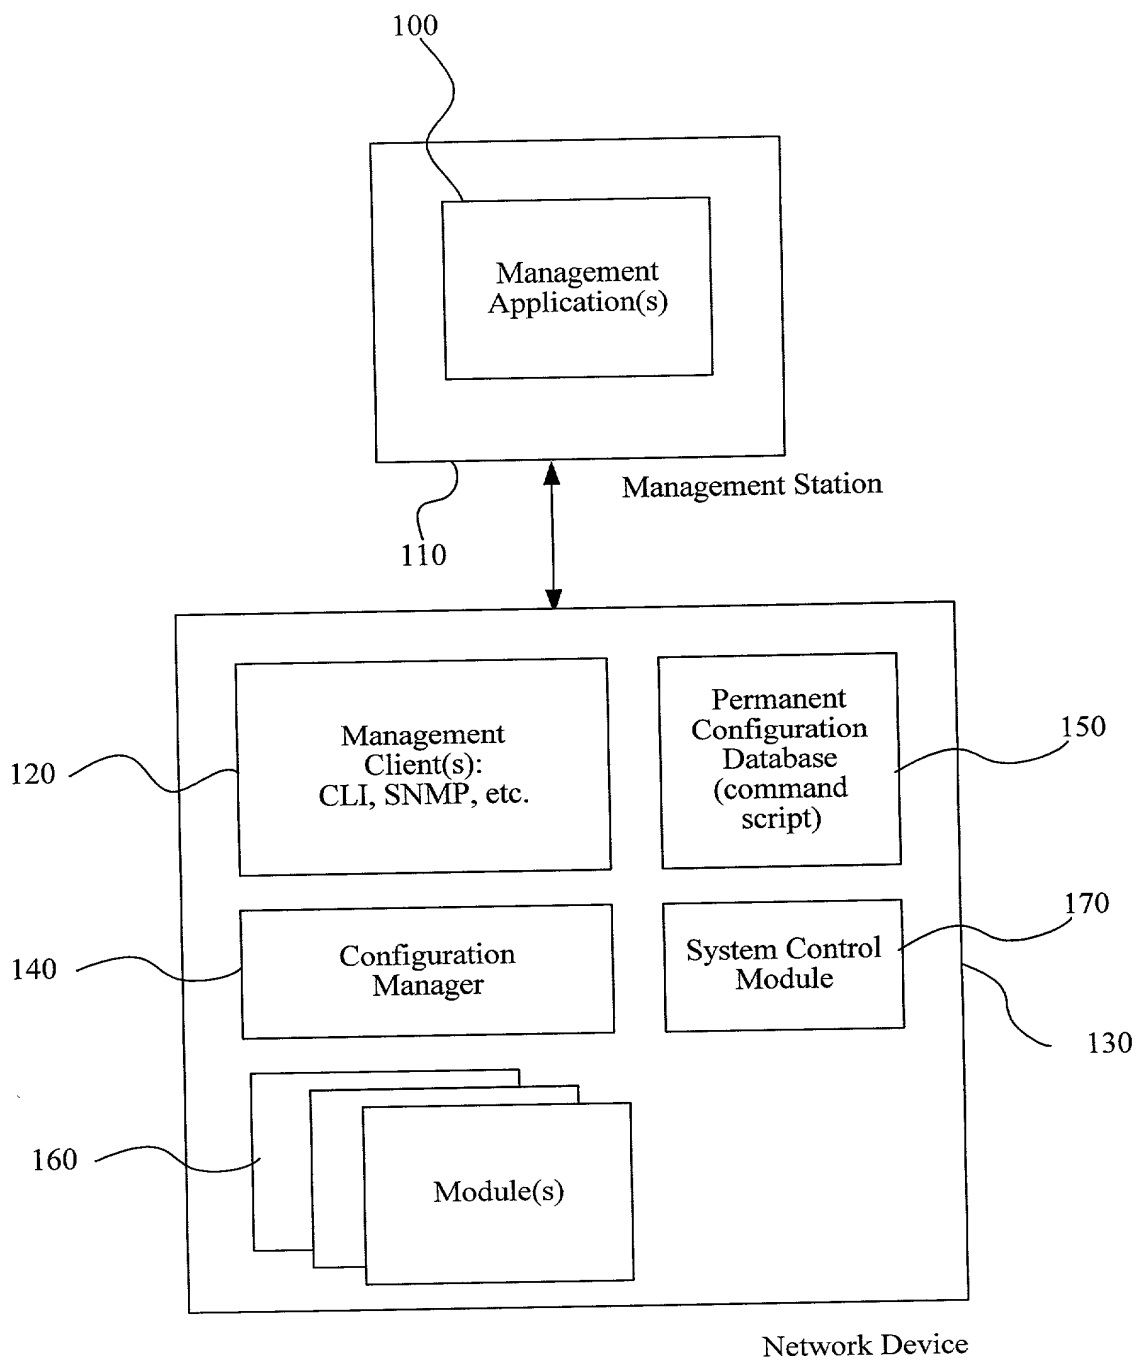 100
Management
Application(s)
Management Station
110
Management
Client(s):
CLI, SNMP, etc.
120
Permanent
Configuration
Database
(command
script)
150
Configuration
Manager
140
System Control
Module
170
130
Module(s)
160
Network Device